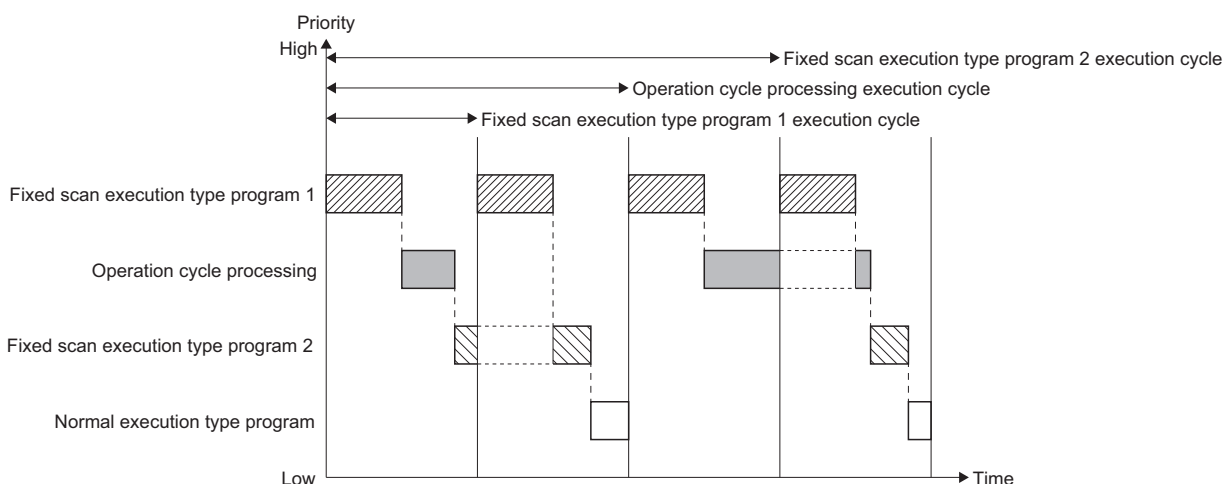 Priority
High
Fixed scan execution type program 2 execution cycle
Operation cycle processing execution cycle
Fixed scan execution type program 1 execution cycle
Fixed scan execution type program 1
Operation cycle processing
Fixed scan execution type program 2
Normal execution type program
Low
Time